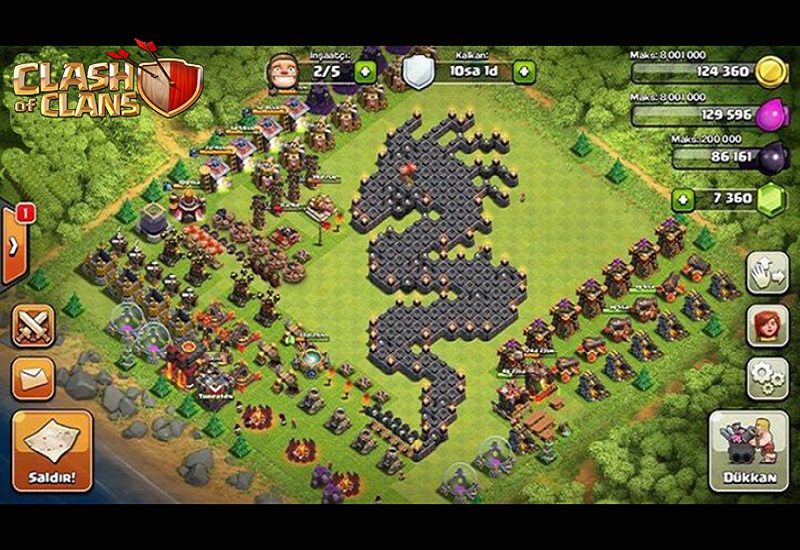 CLASH
OF CLANS
İnşaatçı:
2/5
Kalkan:
10sa 1d
Maks: 8 001 000
124 360
Maks: 8 001 000
129 596
Maks: 200 000
86 161
7 360
1
Saldır!
Dükkan